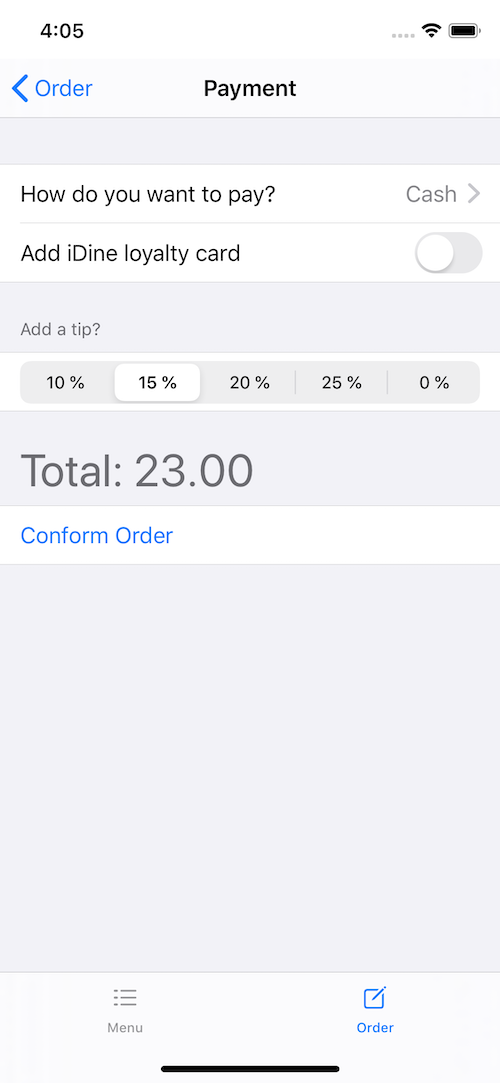 4:05
Order
Payment
How do you want to pay?
Cash
Add iDine loyalty card
Add a tip?
10 %
15 %
20 %
25 %
0 %
Total: 23.00
Conform Order
Menu
Order